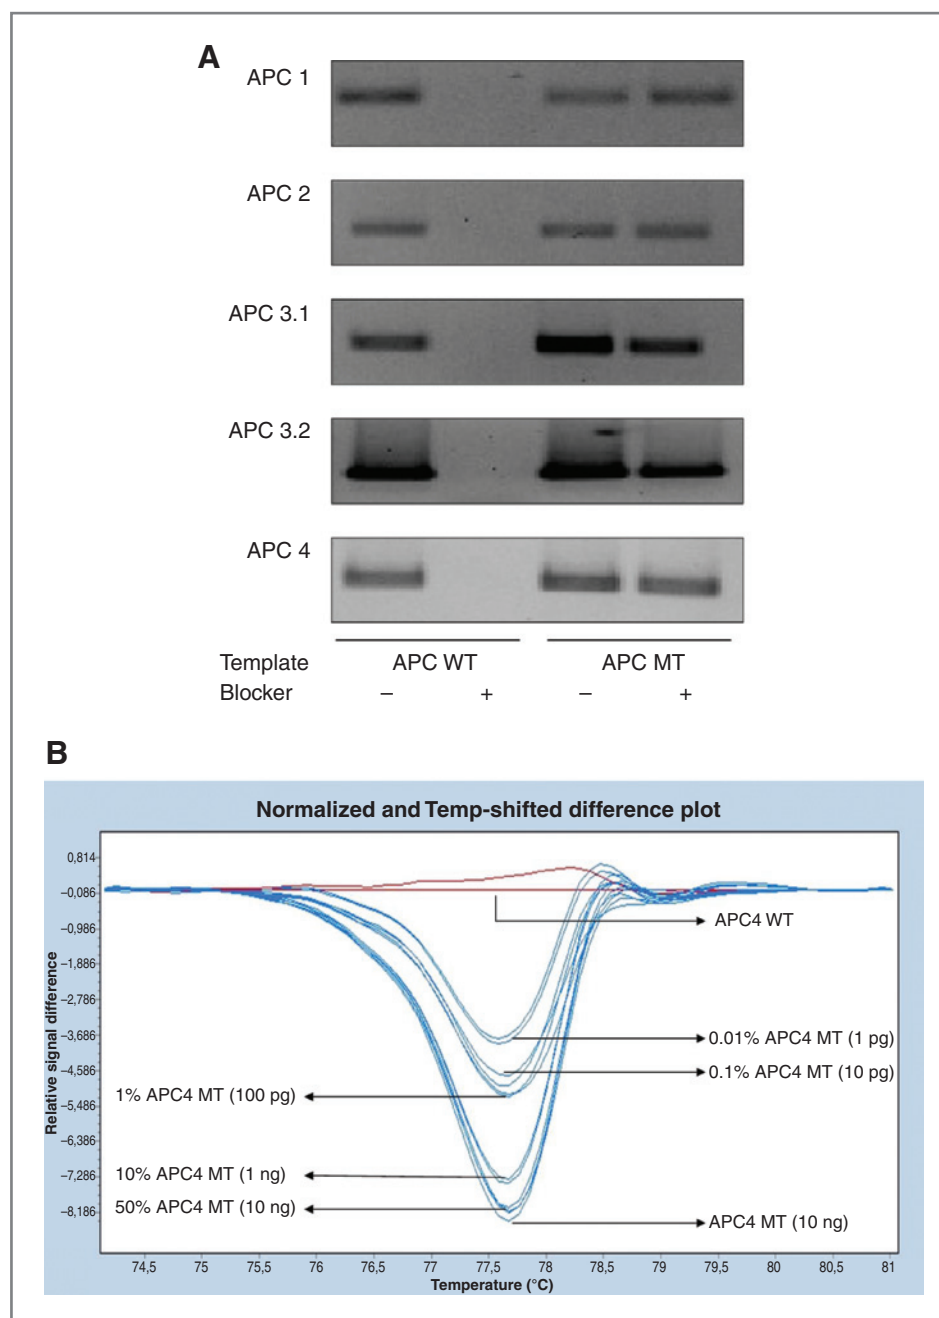 A
APC 1
APC 2
APC 3.1
APC 3.2
APC 4
Template APC WT APC MT
Blocker – + – +
B
Normalized and Temp-shifted difference plot
Relative signal difference
0,814
–0,086
–0,986
–1,886
–2,786
–3,686
–4,586
–5,486
–6,386
–7,286
–8,186
APC4 WT
0.01% APC4 MT (1 pg)
0.1% APC4 MT (10 pg)
1% APC4 MT (100 pg)
10% APC4 MT (1 ng)
50% APC4 MT (10 ng)
APC4 MT (10 ng)
74,5 75 75,5 76 76,5 77 77,5 78 78,5 79 79,5 80 80,5 81
Temperature (°C)